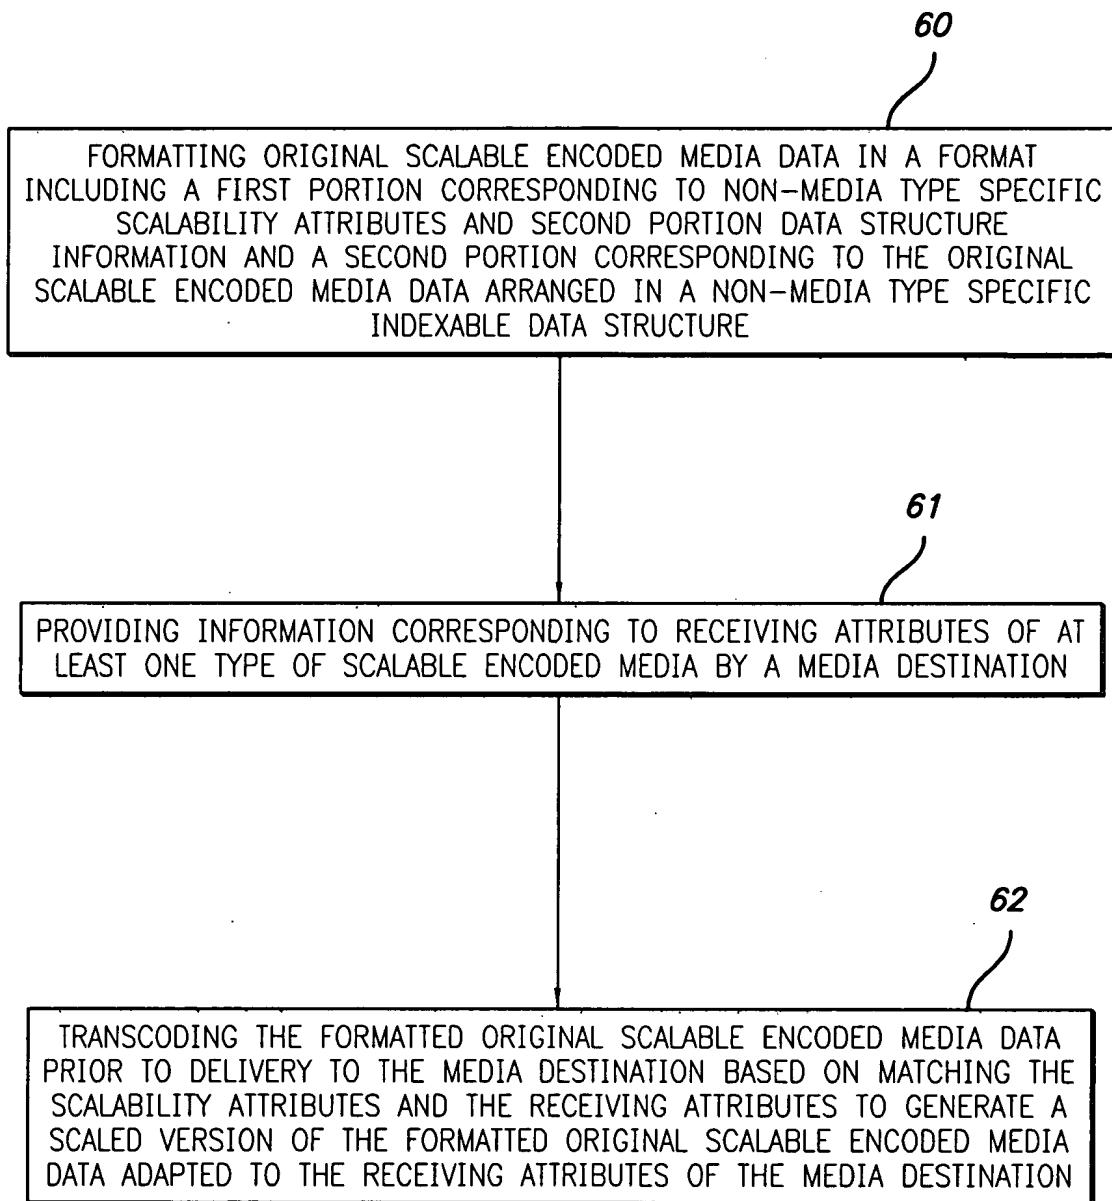 60
FORMATTING ORIGINAL SCALABLE ENCODED MEDIA DATA IN A FORMAT
INCLUDING A FIRST PORTION CORRESPONDING TO NON-MEDIA TYPE SPECIFIC
SCALABILITY ATTRIBUTES AND SECOND PORTION DATA STRUCTURE
INFORMATION AND A SECOND PORTION CORRESPONDING TO THE ORIGINAL
SCALABLE ENCODED MEDIA DATA ARRANGED IN A NON-MEDIA TYPE SPECIFIC
INDEXABLE DATA STRUCTURE
61
PROVIDING INFORMATION CORRESPONDING TO RECEIVING ATTRIBUTES OF AT
LEAST ONE TYPE OF SCALABLE ENCODED MEDIA BY A MEDIA DESTINATION
62
TRANSCODING THE FORMATTED ORIGINAL SCALABLE ENCODED MEDIA DATA
PRIOR TO DELIVERY TO THE MEDIA DESTINATION BASED ON MATCHING THE
SCALABILITY ATTRIBUTES AND THE RECEIVING ATTRIBUTES TO GENERATE A
SCALED VERSION OF THE FORMATTED ORIGINAL SCALABLE ENCODED MEDIA
DATA ADAPTED TO THE RECEIVING ATTRIBUTES OF THE MEDIA DESTINATION